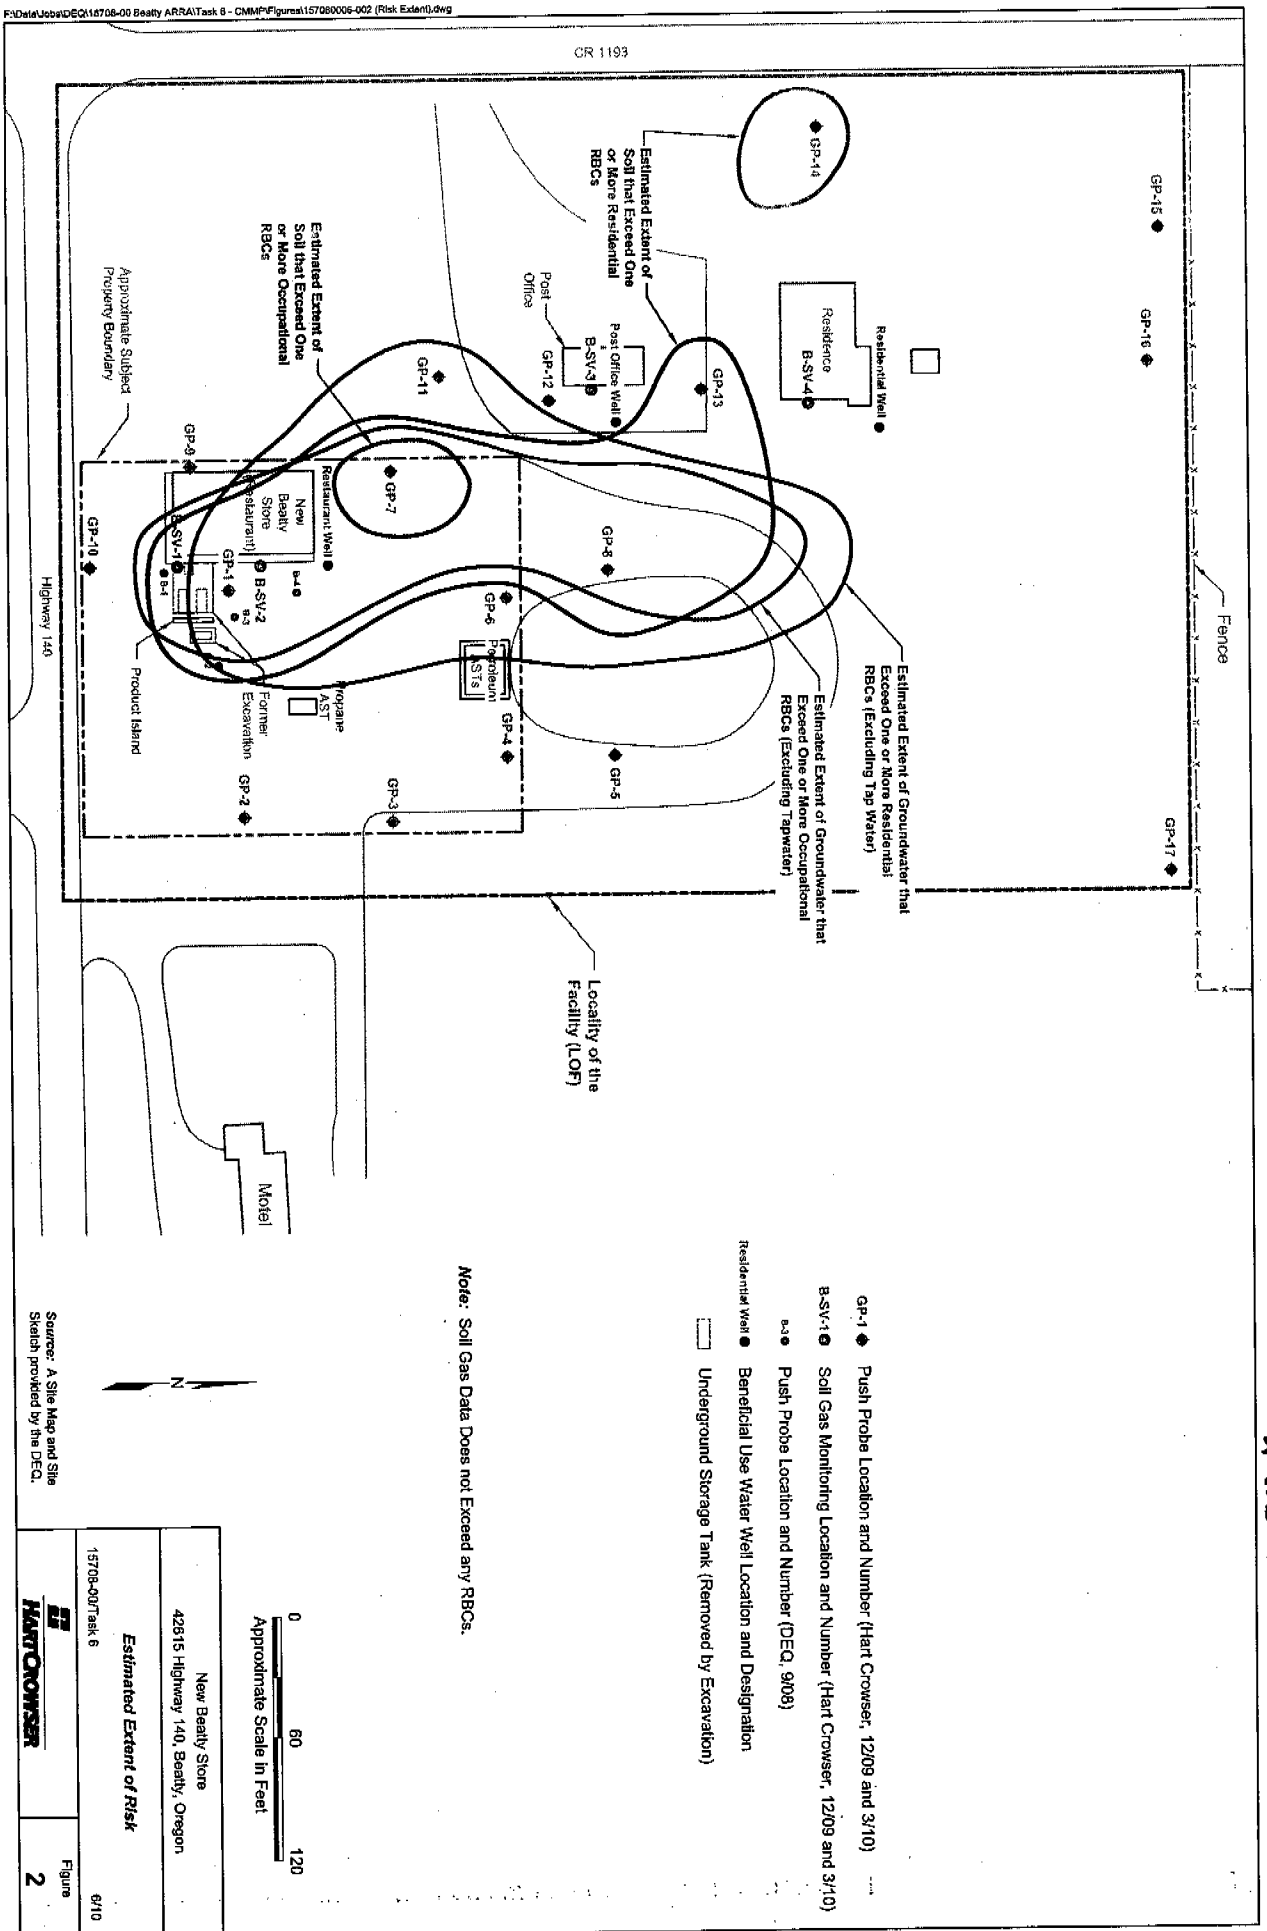 F:\Data\Jobs\DEQ\15708-00 Beatty ARRA\Task 6 - CMMP\Figures\157080006-002 (Risk Extent).dwg
CR 1193
GP-14
GP-15
GP-16
GP-17
Fence
Estimated Extent of
Soil that Exceed One
or More Residential
RBCs
Residence
B-SV-4
Residential Well
Post
Office
Post Office Well
B-SV-3
GP-12
GP-13
Estimated Extent of
Soil that Exceed One
or More Occupational
RBCs
Approximate Subject
Property Boundary
GP-11
GP-9
GP-7
GP-8
GP-10
Restaurant Well
New
Beatty
Store
(Restaurant)
B-SV-1
GP-1
B-SV-2
B-4
B-3
B-1
GP-6
Petroleum
ASTs
GP-4
GP-5
Propane
AST
Former
Excavation
Product Island
GP-2
GP-3
Highway 140
Estimated Extent of Groundwater that
Exceed One or More Residential
RBCs (Excluding Tap Water)
Estimated Extent of Groundwater that
Exceed One or More Occupational
RBCs (Excluding Tapwater)
Locality of the
Facility (LOF)
Motel
GP-1 Push Probe Location and Number (Hart Crowser, 12/09 and 3/10)
B-SV-1 Soil Gas Monitoring Location and Number (Hart Crowser, 12/09 and 3/10)
B-3 Push Probe Location and Number (DEQ, 9/08)
Residential Well Beneficial Use Water Well Location and Designation
Underground Storage Tank (Removed by Excavation)
Note: Soil Gas Data Does not Exceed any RBCs.
N
0 60 120
Approximate Scale in Feet
Source: A Site Map and Site
Sketch provided by the DEQ.
New Beatty Store
42615 Highway 140, Beatty, Oregon
Estimated Extent of Risk
15708-00/Task 6 6/10
HARTCROWSER
Figure
2